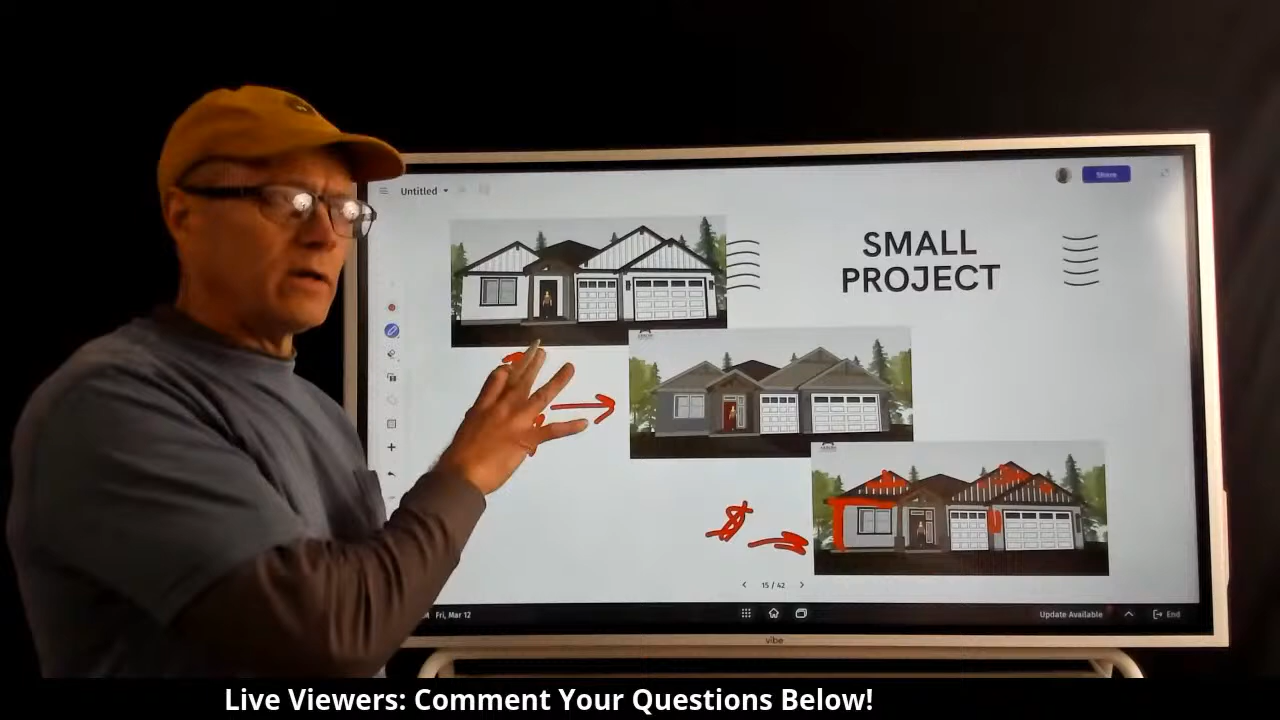 Untitled
Share
SMALL
PROJECT
$
15 / 42
Fri, Mar 12
Update Available
End
vibe
Live Viewers: Comment Your Questions Below!